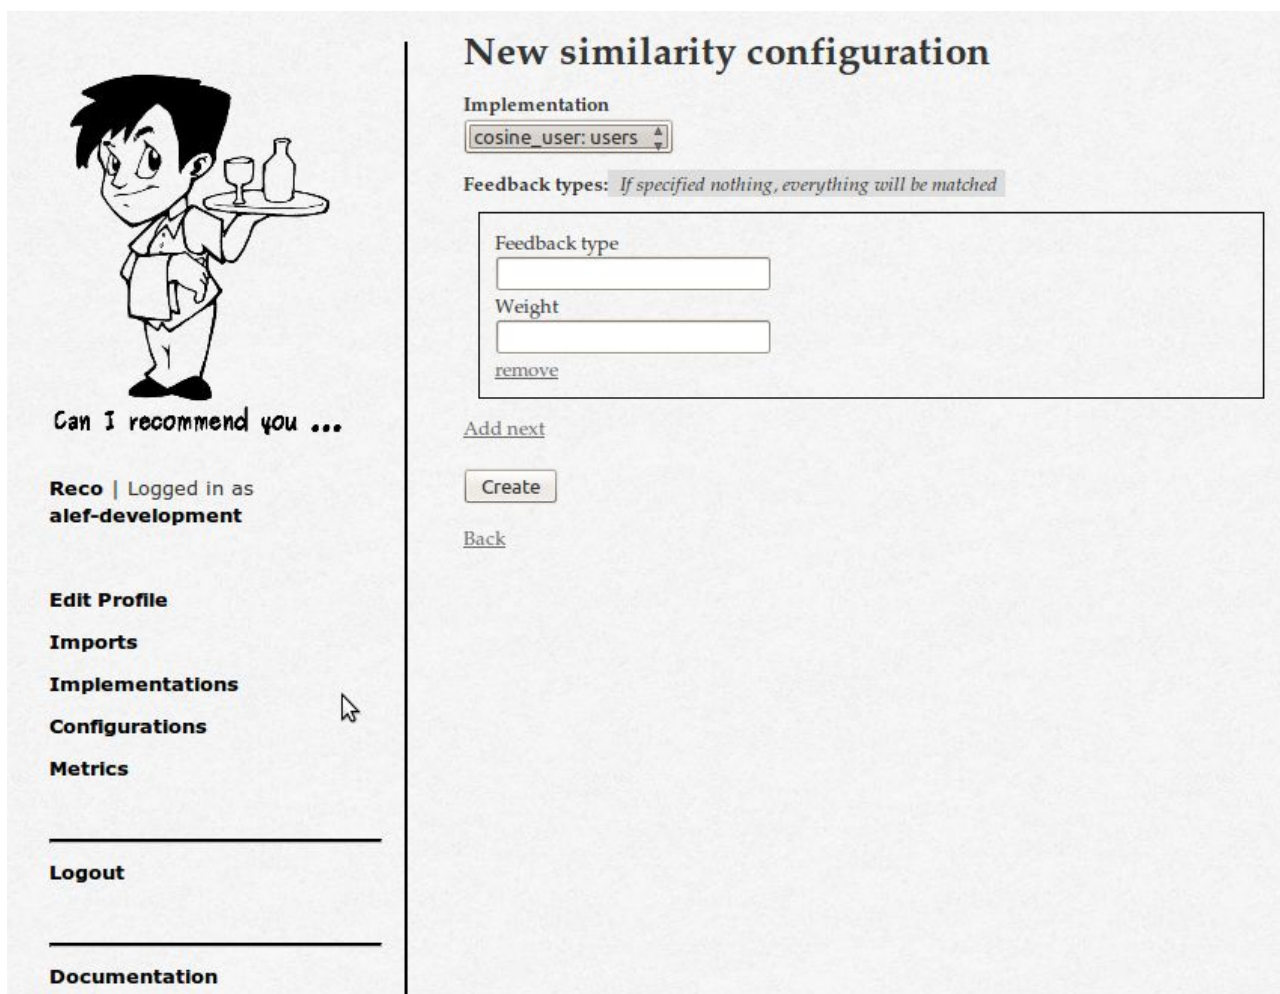 Can I recommend you ...
Reco | Logged in as
alef-development
Edit Profile
Imports
Implementations
Configurations
Metrics
Logout
Documentation
New similarity configuration
Implementation
cosine_user: users
Feedback types: If specified nothing, everything will be matched
Feedback type
Weight
remove
Add next
Create
Back